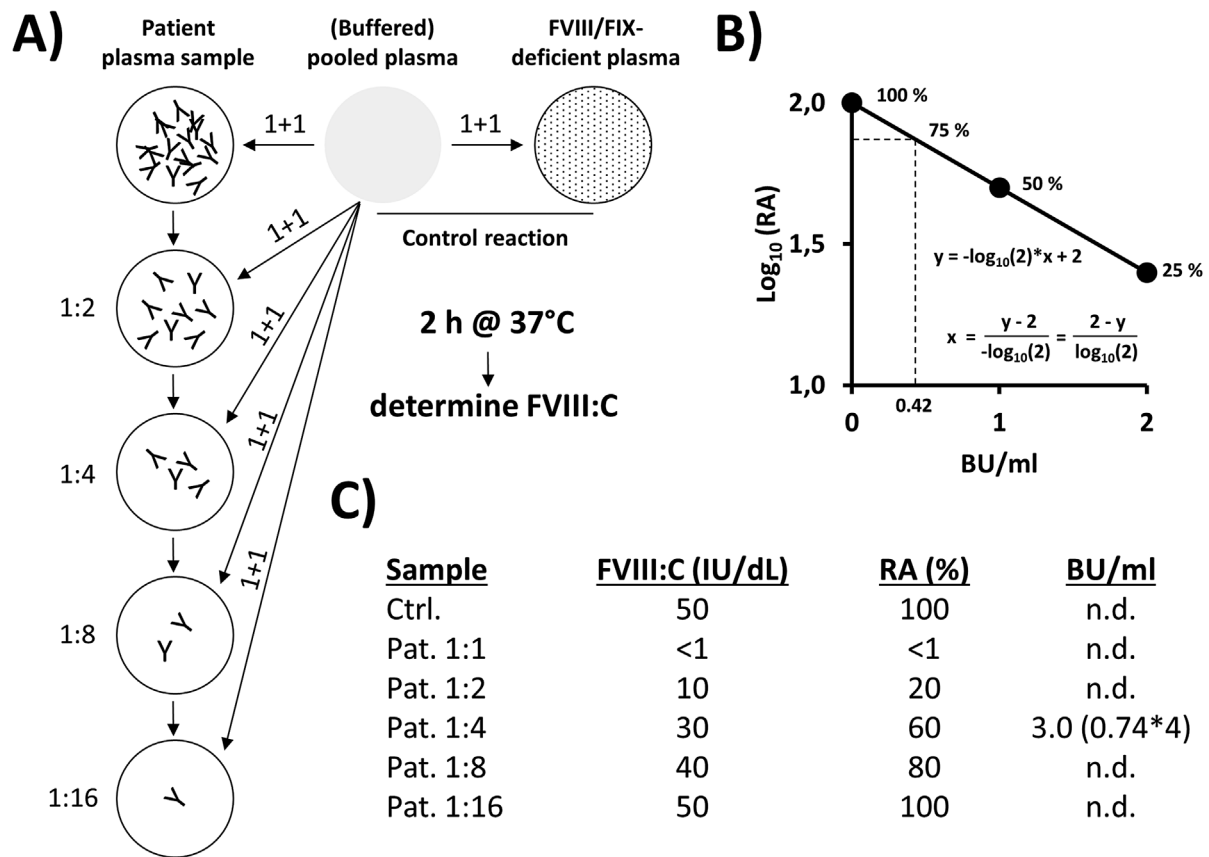 A)
Patient
plasma sample
(Buffered)
pooled plasma
FVIII/FIX-
deficient plasma
1+1
1+1
Control reaction
1+1
1:2
1+1
1:4
1+1
1:8
1+1
1:16
2 h @ 37°C
determine FVIII:C
B)
Log₁₀ (RA)
2,0
1,5
1,0
100 %
75 %
50 %
25 %
y = -log₁₀(2)*x + 2
x = y - 2 / -log₁₀(2) = 2 - y / log₁₀(2)
0.42
0 1 2
BU/ml
C)
Sample FVIII:C (IU/dL) RA (%) BU/ml
Ctrl. 50 100 n.d.
Pat. 1:1 <1 <1 n.d.
Pat. 1:2 10 20 n.d.
Pat. 1:4 30 60 3.0 (0.74*4)
Pat. 1:8 40 80 n.d.
Pat. 1:16 50 100 n.d.